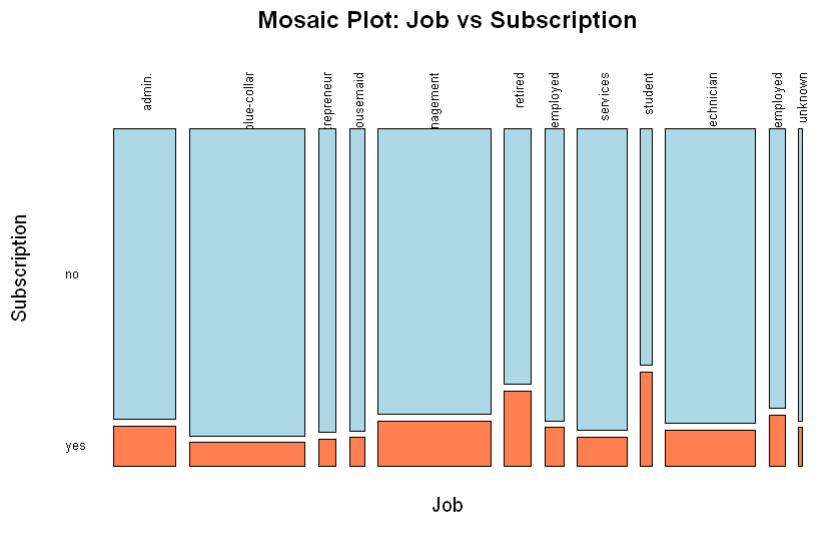 Mosaic Plot: Job vs Subscription
admin.
blue-collar
repreneur
ousemaid
nagement
retired
employed
services
student
echnician
employed
unknown
Subscription
no
yes
Job